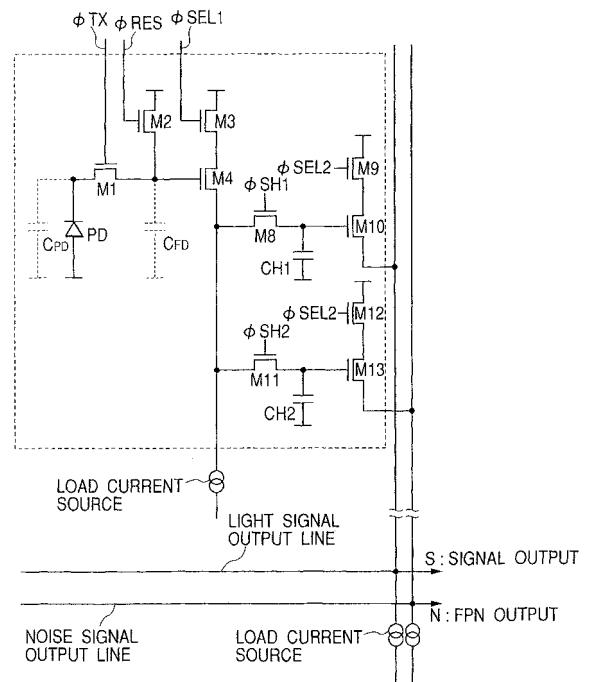 φTX
φRES
φSEL1
M2
M3
M1
M4
M9
φSEL2
φSH1
M8
M10
CPD
PD
CFD
CH1
φSEL2
M12
φSH2
M11
M13
CH2
LOAD CURRENT
SOURCE
LIGHT SIGNAL
OUTPUT LINE
S : SIGNAL OUTPUT
N : FPN OUTPUT
NOISE SIGNAL
OUTPUT LINE
LOAD CURRENT
SOURCE